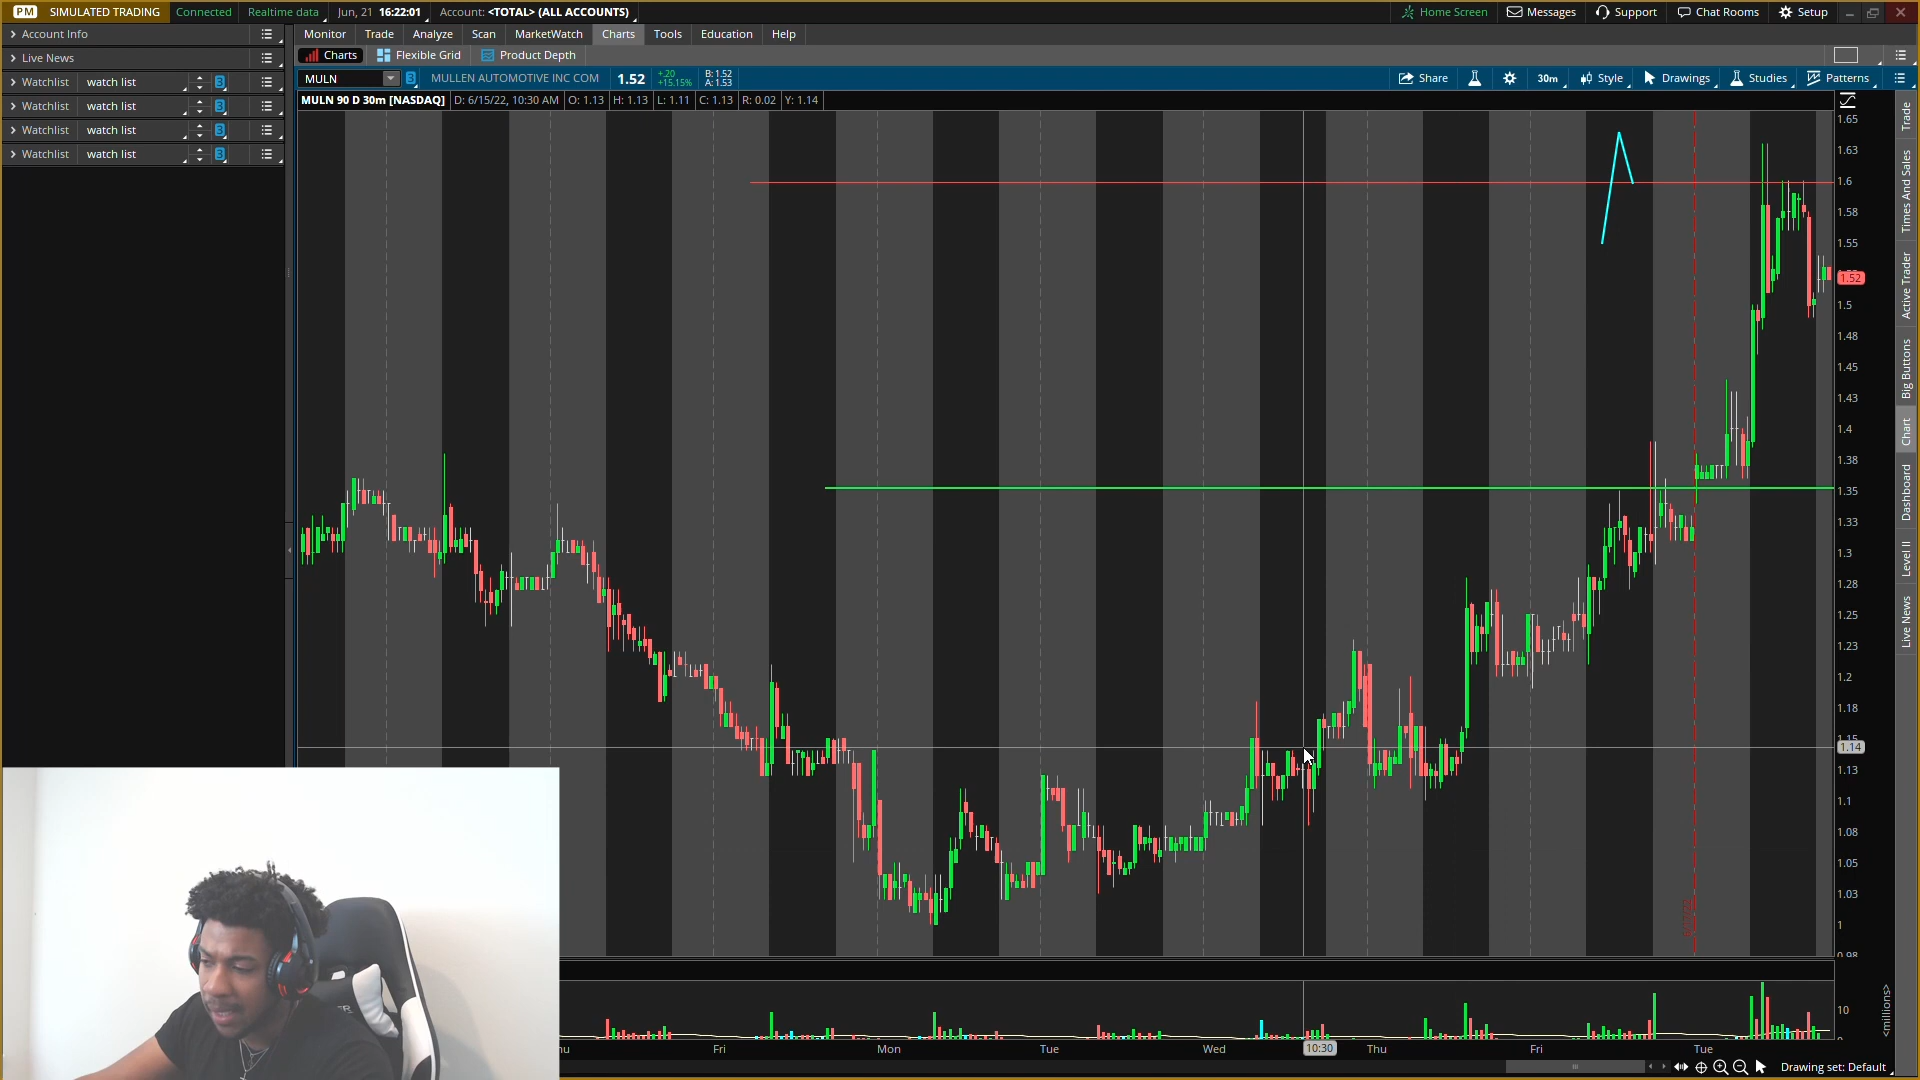 PM SIMULATED TRADING Connected Realtime data Jun, 21 16:22:01 Account: <TOTAL> (ALL ACCOUNTS) Home Screen Messages Support Chat Rooms Setup
Account Info
Live News
Watchlist watch list 3
Watchlist watch list 3
Watchlist watch list 3
Watchlist watch list 3
Monitor Trade Analyze Scan MarketWatch Charts Tools Education Help
Charts Flexible Grid Product Depth
MULN 3 MULLEN AUTOMOTIVE INC COM 1.52 +.20 +15.15% B: 1.52 A: 1.53 Share 30m Style Drawings Studies Patterns
MULN 90 D 30m [NASDAQ] D: 6/15/22, 10:30 AM O: 1.13 H: 1.13 L: 1.11 C: 1.13 R: 0.02 Y: 1.14
1.65
1.63
1.6
1.58
1.55
1.52
1.5
1.48
1.45
1.43
1.4
1.38
1.35
1.33
1.3
1.28
1.25
1.23
1.2
1.18
1.15
1.14
1.13
1.1
1.08
1.05
1.03
1
0.98
10
<millions>
Trade
Times And Sales
Active Trader
Big Buttons
Chart
Dashboard
Level II
Live News
hu Fri Mon Tue Wed 10:30 Thu Fri Tue
Drawing set: Default